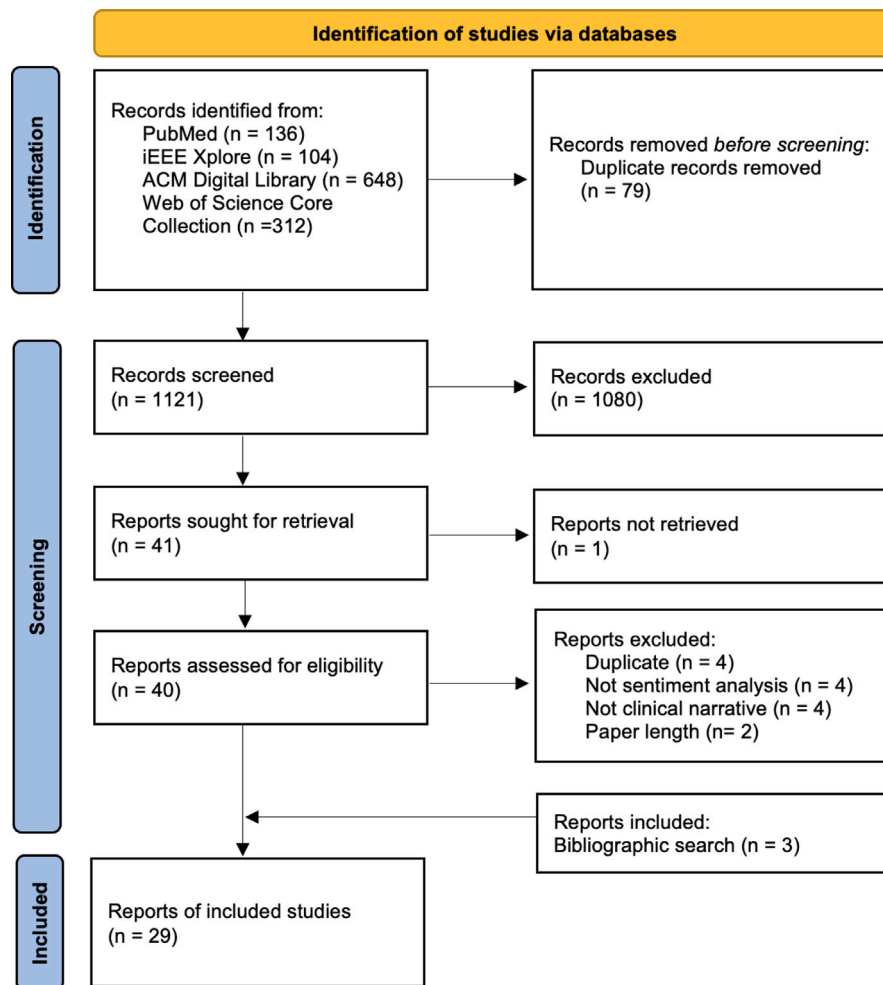 Identification of studies via databases
Identification
Records identified from:
PubMed (n = 136)
iEEE Xplore (n = 104)
ACM Digital Library (n = 648)
Web of Science Core
Collection (n =312)
Records removed before screening:
Duplicate records removed
(n = 79)
Screening
Records screened
(n = 1121)
Records excluded
(n = 1080)
Reports sought for retrieval
(n = 41)
Reports not retrieved
(n = 1)
Reports assessed for eligibility
(n = 40)
Reports excluded:
Duplicate (n = 4)
Not sentiment analysis (n = 4)
Not clinical narrative (n = 4)
Paper length (n= 2)
Reports included:
Bibliographic search (n = 3)
Included
Reports of included studies
(n = 29)